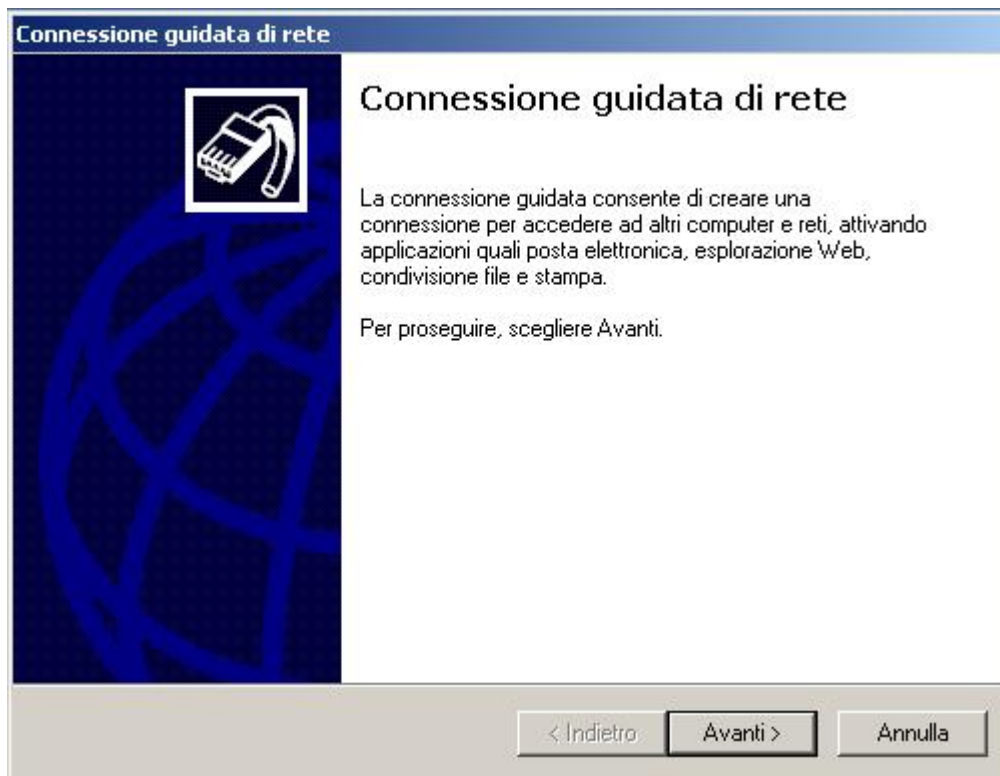 Connessione guidata di rete
Connessione guidata di rete
La connessione guidata consente di creare una
connessione per accedere ad altri computer e reti, attivando
applicazioni quali posta elettronica, esplorazione Web,
condivisione file e stampa.
Per proseguire, scegliere Avanti.
< Indietro Avanti > Annulla